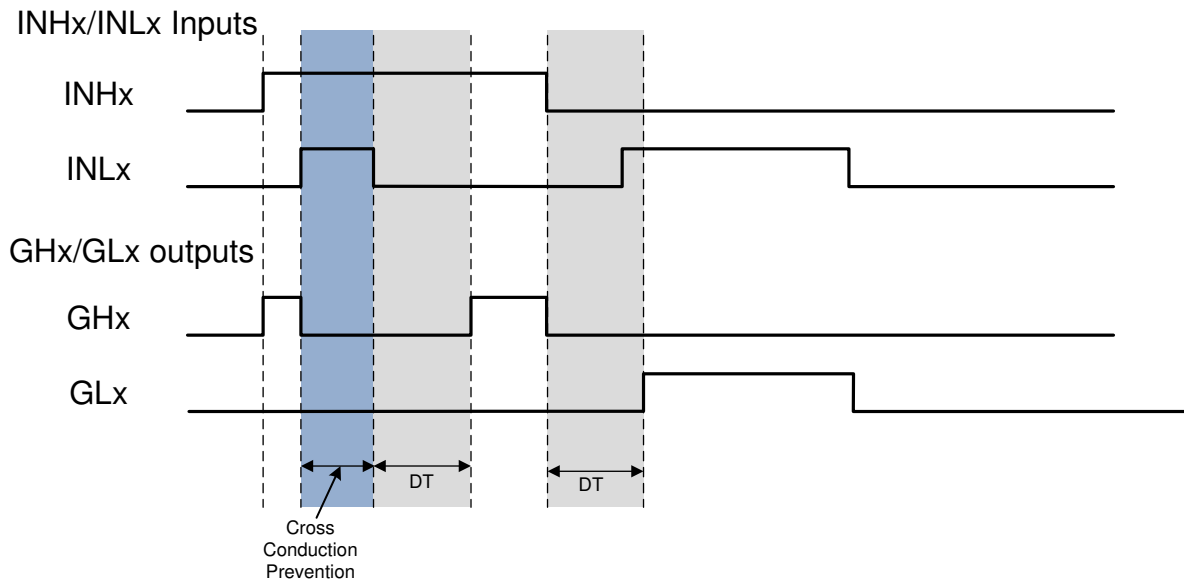 INHx/INLx Inputs
INHx
INLx
GHx/GLx outputs
GHx
GLx
DT
DT
Cross
Conduction
Prevention